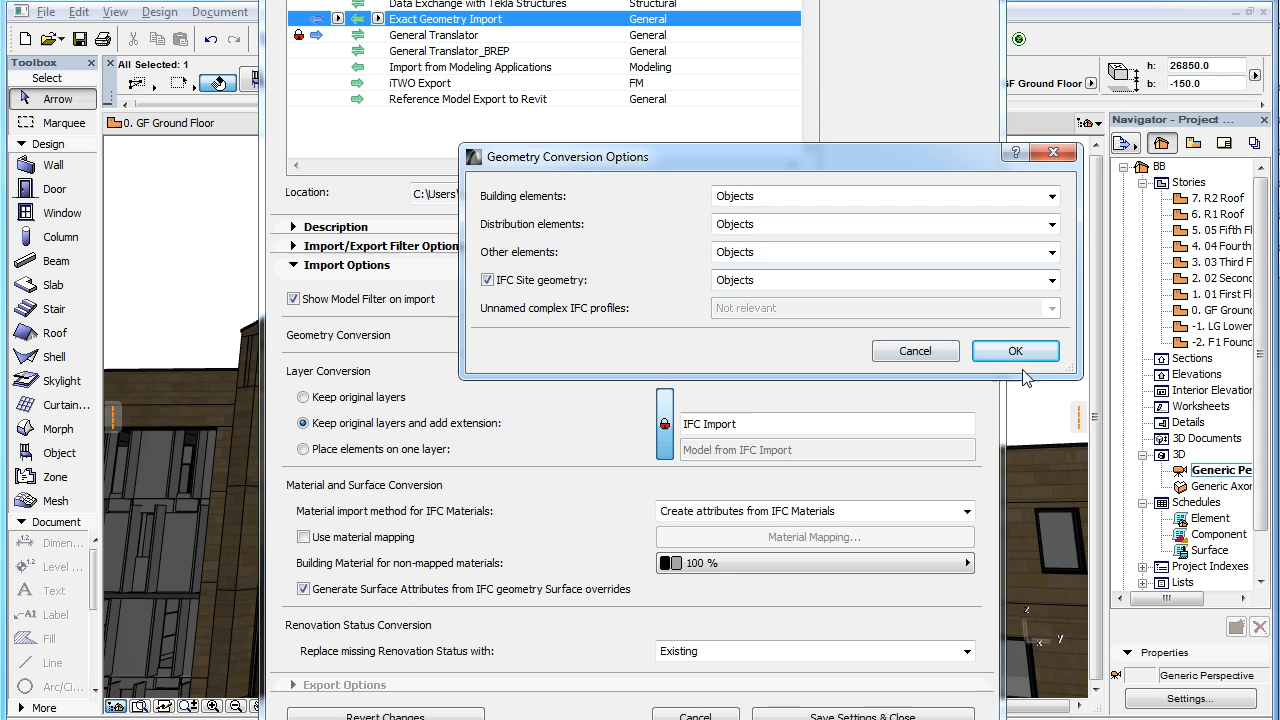 File Edit View Design Document
Data Exchange with Tekla Structures Structural
Exact Geometry Import General
General Translator General
General Translator_BREP General
Import from Modeling Applications Modeling
iTWO Export FM
Reference Model Export to Revit General
Toolbox
Select
Arrow
Marquee
Design
Wall
Door
Window
Column
Beam
Slab
Stair
Roof
Shell
Skylight
Curtain...
Morph
Object
Zone
Mesh
Document
Dimen...
Level ...
Text
Label
Fill
Line
Arc/Ci...
More
All Selected: 1
0. GF Ground Floor
Location: C:\Users\
Description
Import/Export Filter Option
Import Options
Show Model Filter on import
Geometry Conversion
Layer Conversion
Keep original layers
Keep original layers and add extension: IFC Import
Place elements on one layer: Model from IFC Import
Material and Surface Conversion
Material import method for IFC Materials: Create attributes from IFC Materials
Use material mapping Material Mapping...
Building Material for non-mapped materials: 100 %
Generate Surface Attributes from IFC geometry Surface overrides
Renovation Status Conversion
Replace missing Renovation Status with: Existing
Export Options
Revert Changes Cancel Save Settings & Close
Geometry Conversion Options
Building elements: Objects
Distribution elements: Objects
Other elements: Objects
IFC Site geometry: Objects
Unnamed complex IFC profiles: Not relevant
Cancel OK
GF Ground Floor
h: 26850.0
b: -150.0
Navigator - Project ...
BB
Stories
7. R2 Roof
6. R1 Roof
5. 05 Fifth Fl
4. 04 Fourth
3. 03 Third F
2. 02 Second
1. 01 First Fl
0. GF Ground
-1. LG Lower
-2. F1 Found
Sections
Elevations
Interior Elevation
Worksheets
Details
3D Documents
3D
Generic Pe
Generic Axon
Schedules
Element
Component
Surface
Project Indexes
Lists
Properties
Generic Perspective
Settings...
z
x
y